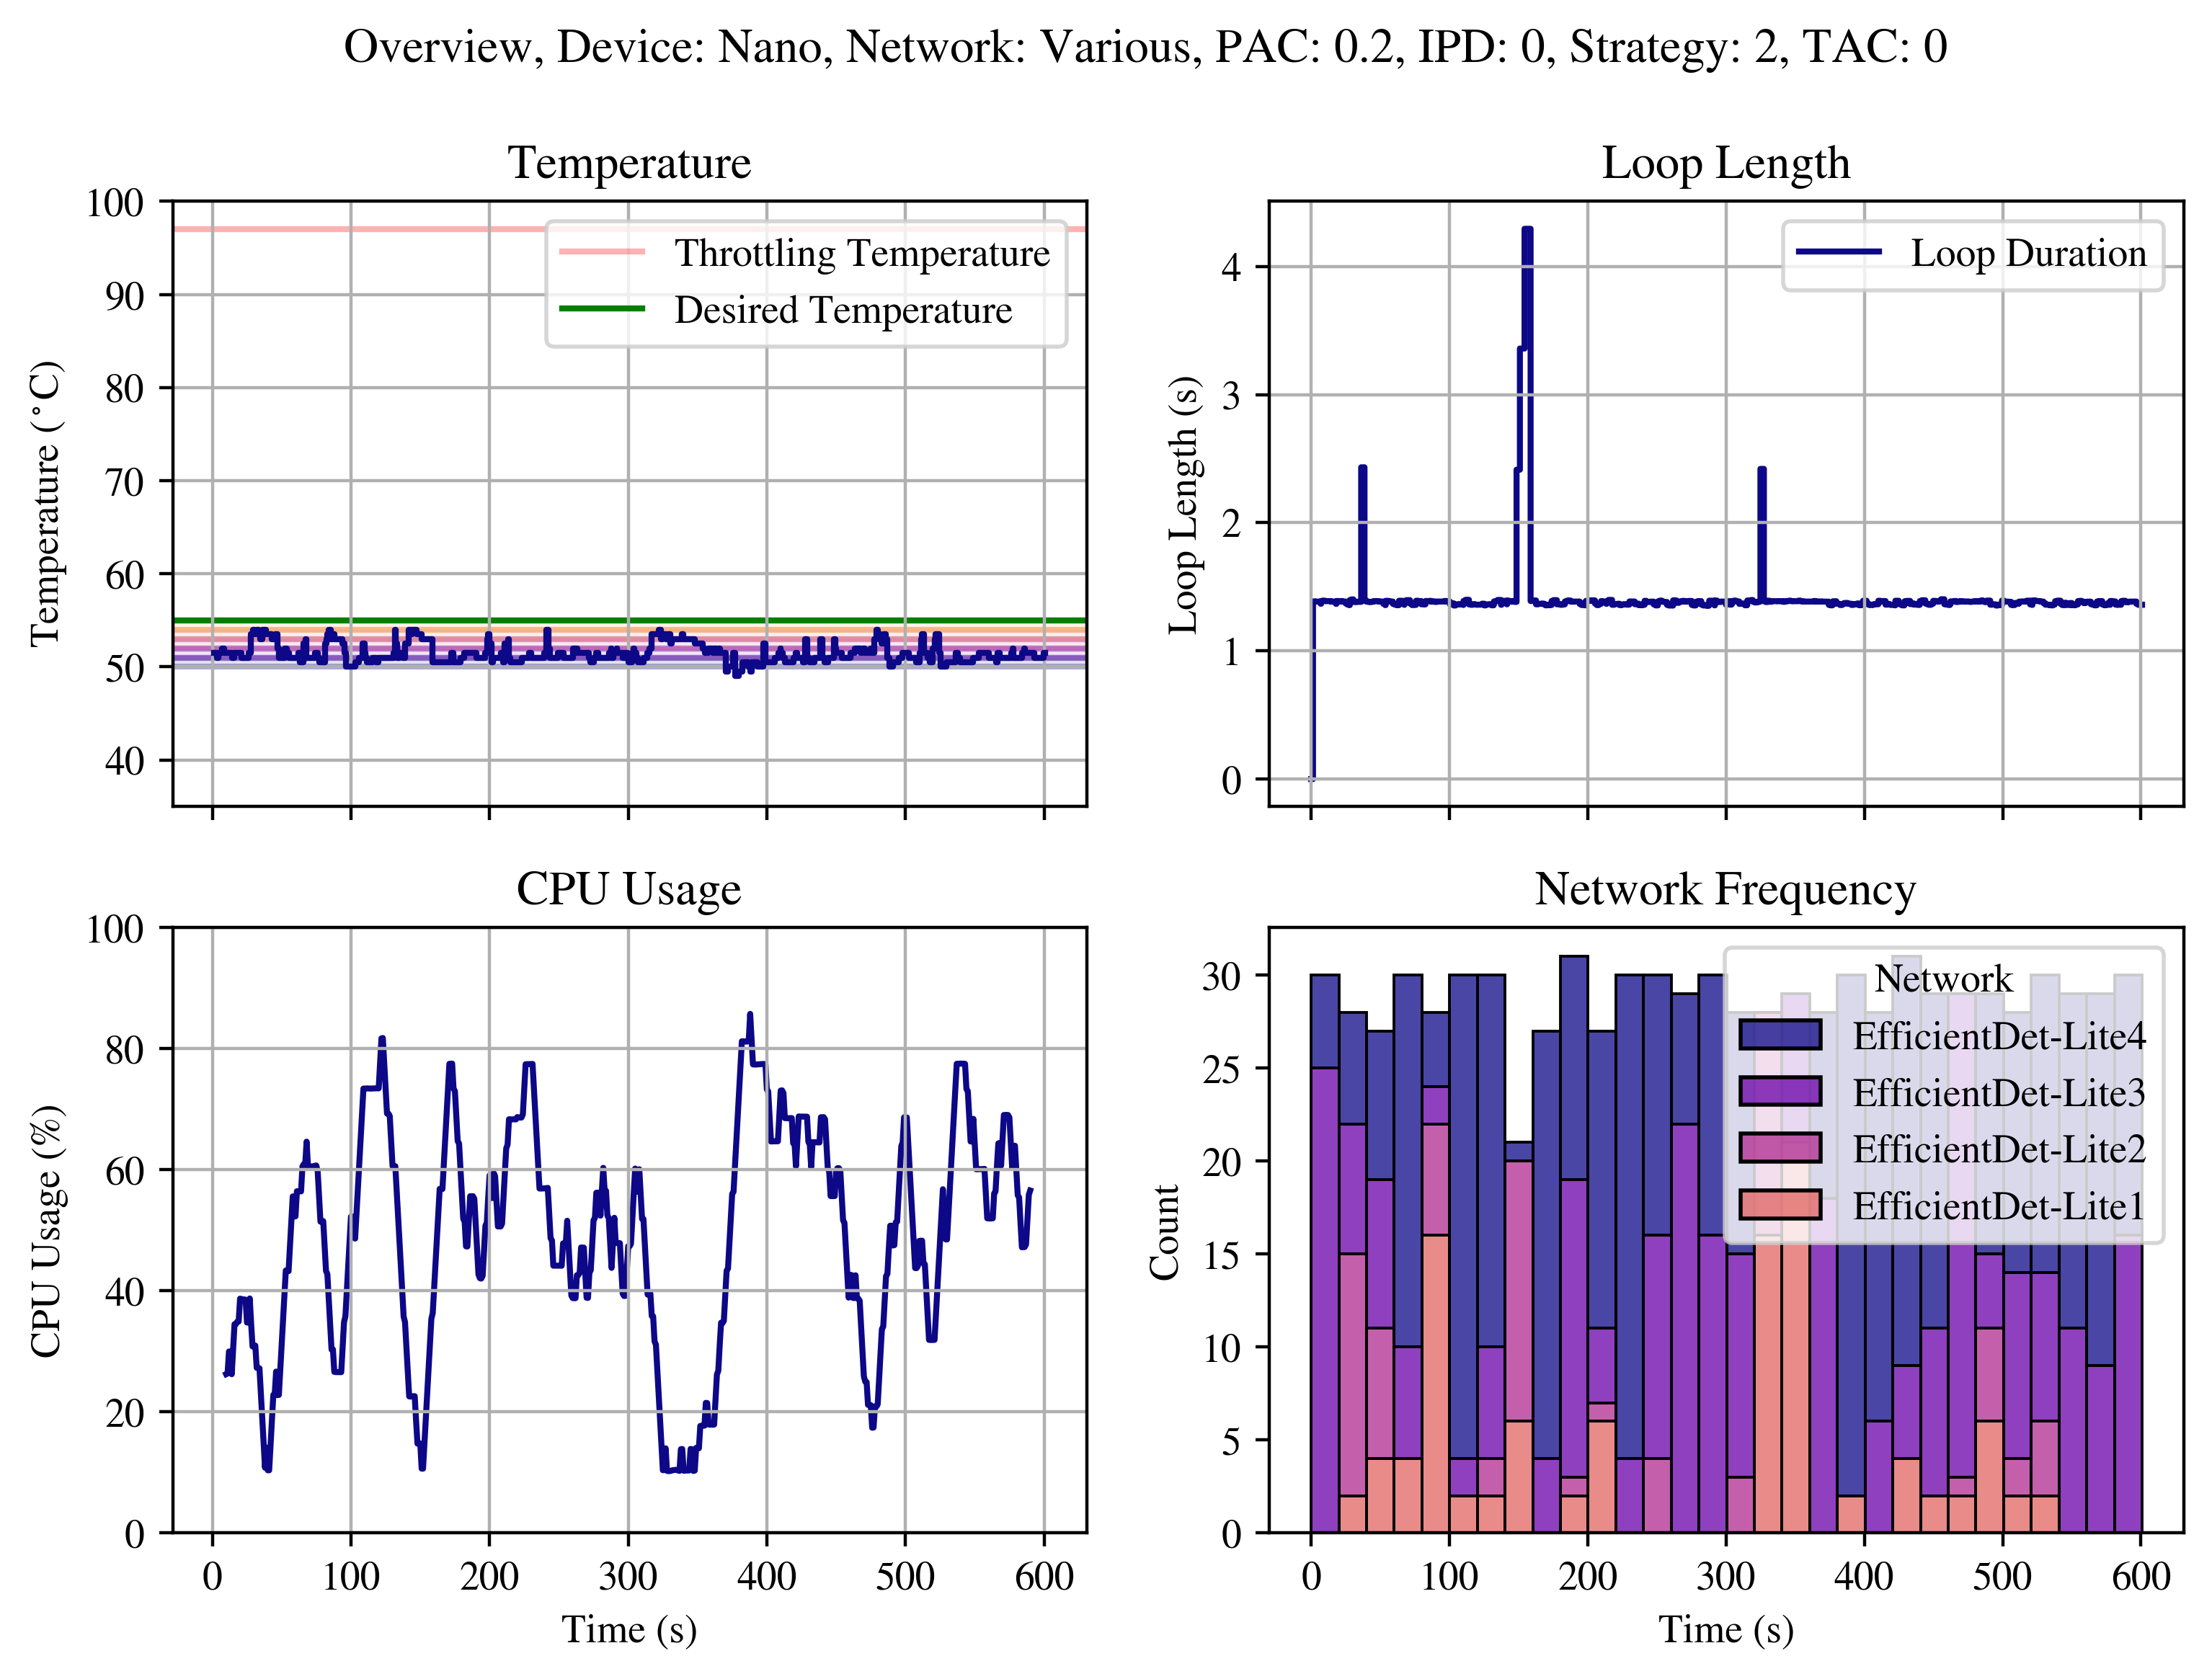 Overview, Device: Nano, Network: Various, PAC: 0.2, IPD: 0, Strategy: 2, TAC: 0
Temperature
100
90
80
70
60
50
40
Temperature (°C)
Throttling Temperature
Desired Temperature
Loop Length
4
3
2
1
0
Loop Length (s)
Loop Duration
CPU Usage
100
80
60
40
20
0
CPU Usage (%)
0 100 200 300 400 500 600
Time (s)
Network Frequency
30
25
20
15
10
5
0
Count
Network
EfficientDet-Lite4
EfficientDet-Lite3
EfficientDet-Lite2
EfficientDet-Lite1
0 100 200 300 400 500 600
Time (s)